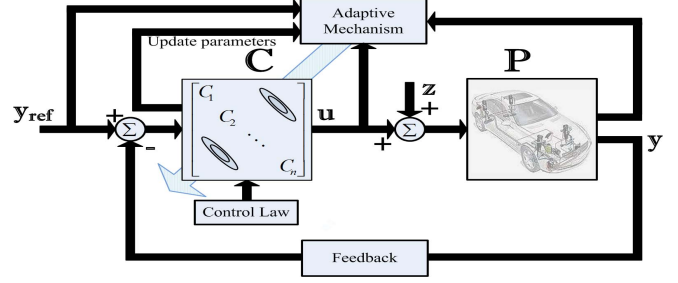 Adaptive
Mechanism
Update parameters
C
P
y_ref
+
Σ
-
C_1
C_2
⋱
C_n
u
z
+
+
Σ
y
Control Law
Feedback